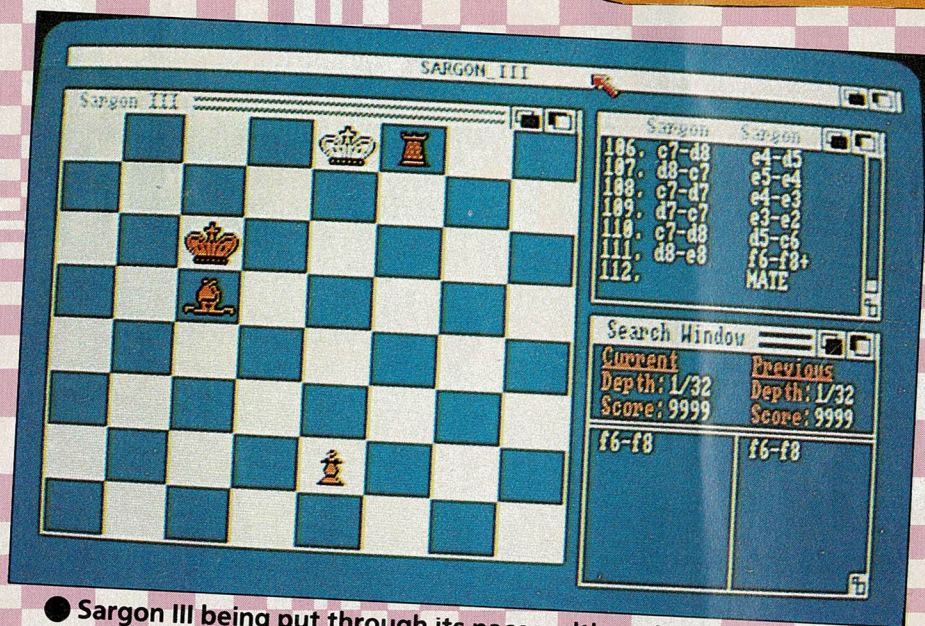 SARGON_III
Sargon III
Sargon Sargon
106. c7-d8 e4-d5
107. d8-c7 e5-e4
108. c7-d7 e4-e3
109. d7-c7 e3-e2
110. c7-d8 d5-c6
111. d8-e8 f6-f8+
112. MATE
Search Window
Current Previous
Depth:1/32 Depth:1/32
Score:9999 Score:9999
f6-f8 f6-f8
Sargon III being put through its